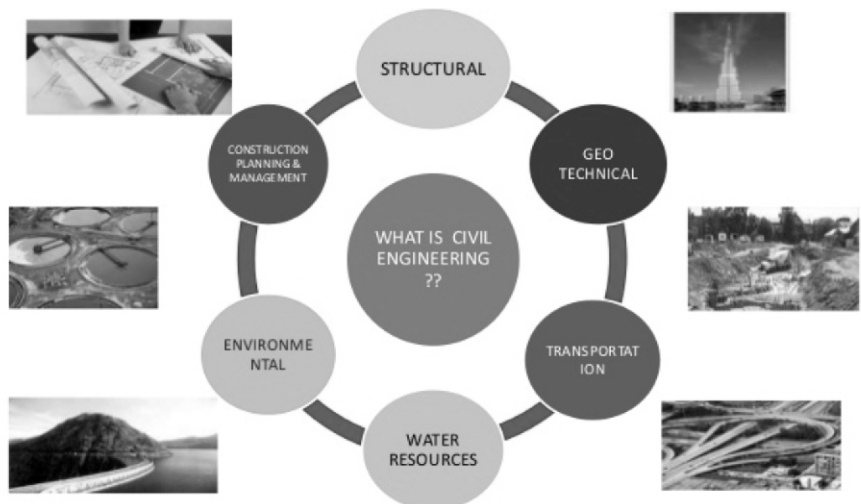 STRUCTURAL
GEO
TECHNICAL
TRANSPORTAT
ION
WATER
RESOURCES
ENVIRONME
NTAL
CONSTRUCTION
PLANNING &
MANAGEMENT
WHAT IS CIVIL
ENGINEERING
??